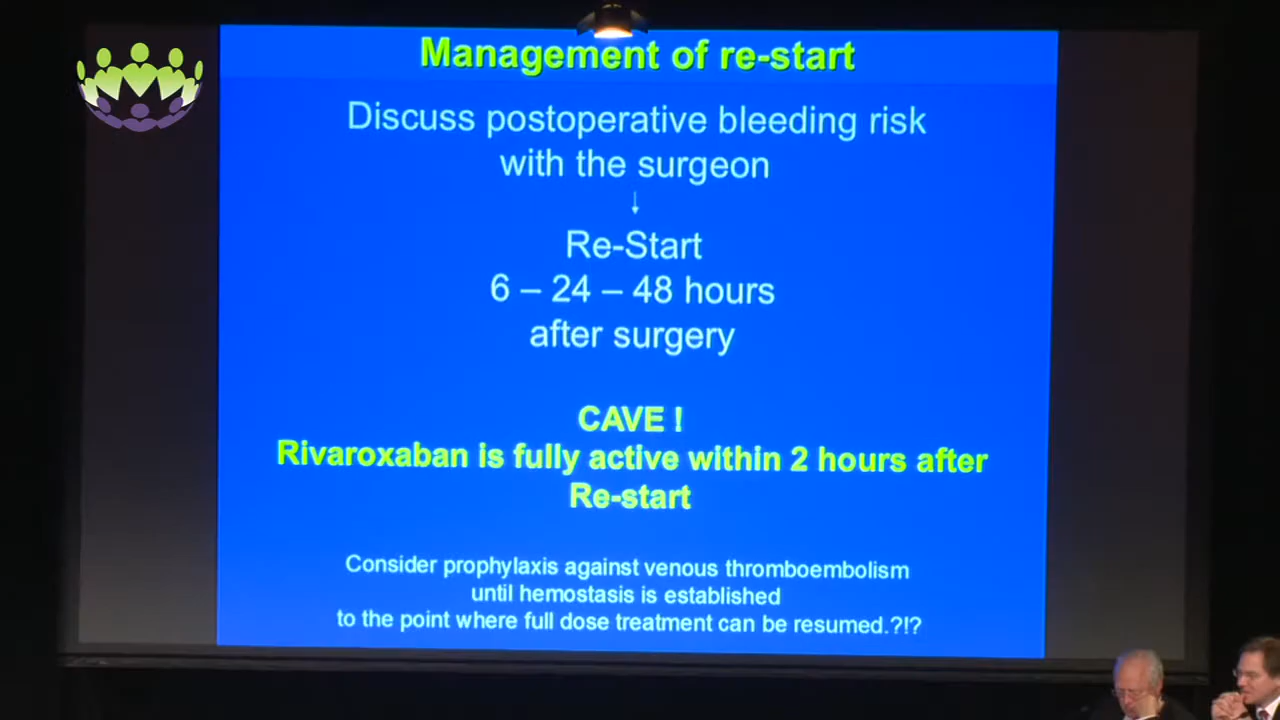 Management of re-start
Discuss postoperative bleeding risk
with the surgeon
↓
Re-Start
6 – 24 – 48 hours
after surgery
CAVE !
Rivaroxaban is fully active within 2 hours after
Re-start
Consider prophylaxis against venous thromboembolism
until hemostasis is established
to the point where full dose treatment can be resumed.?!?